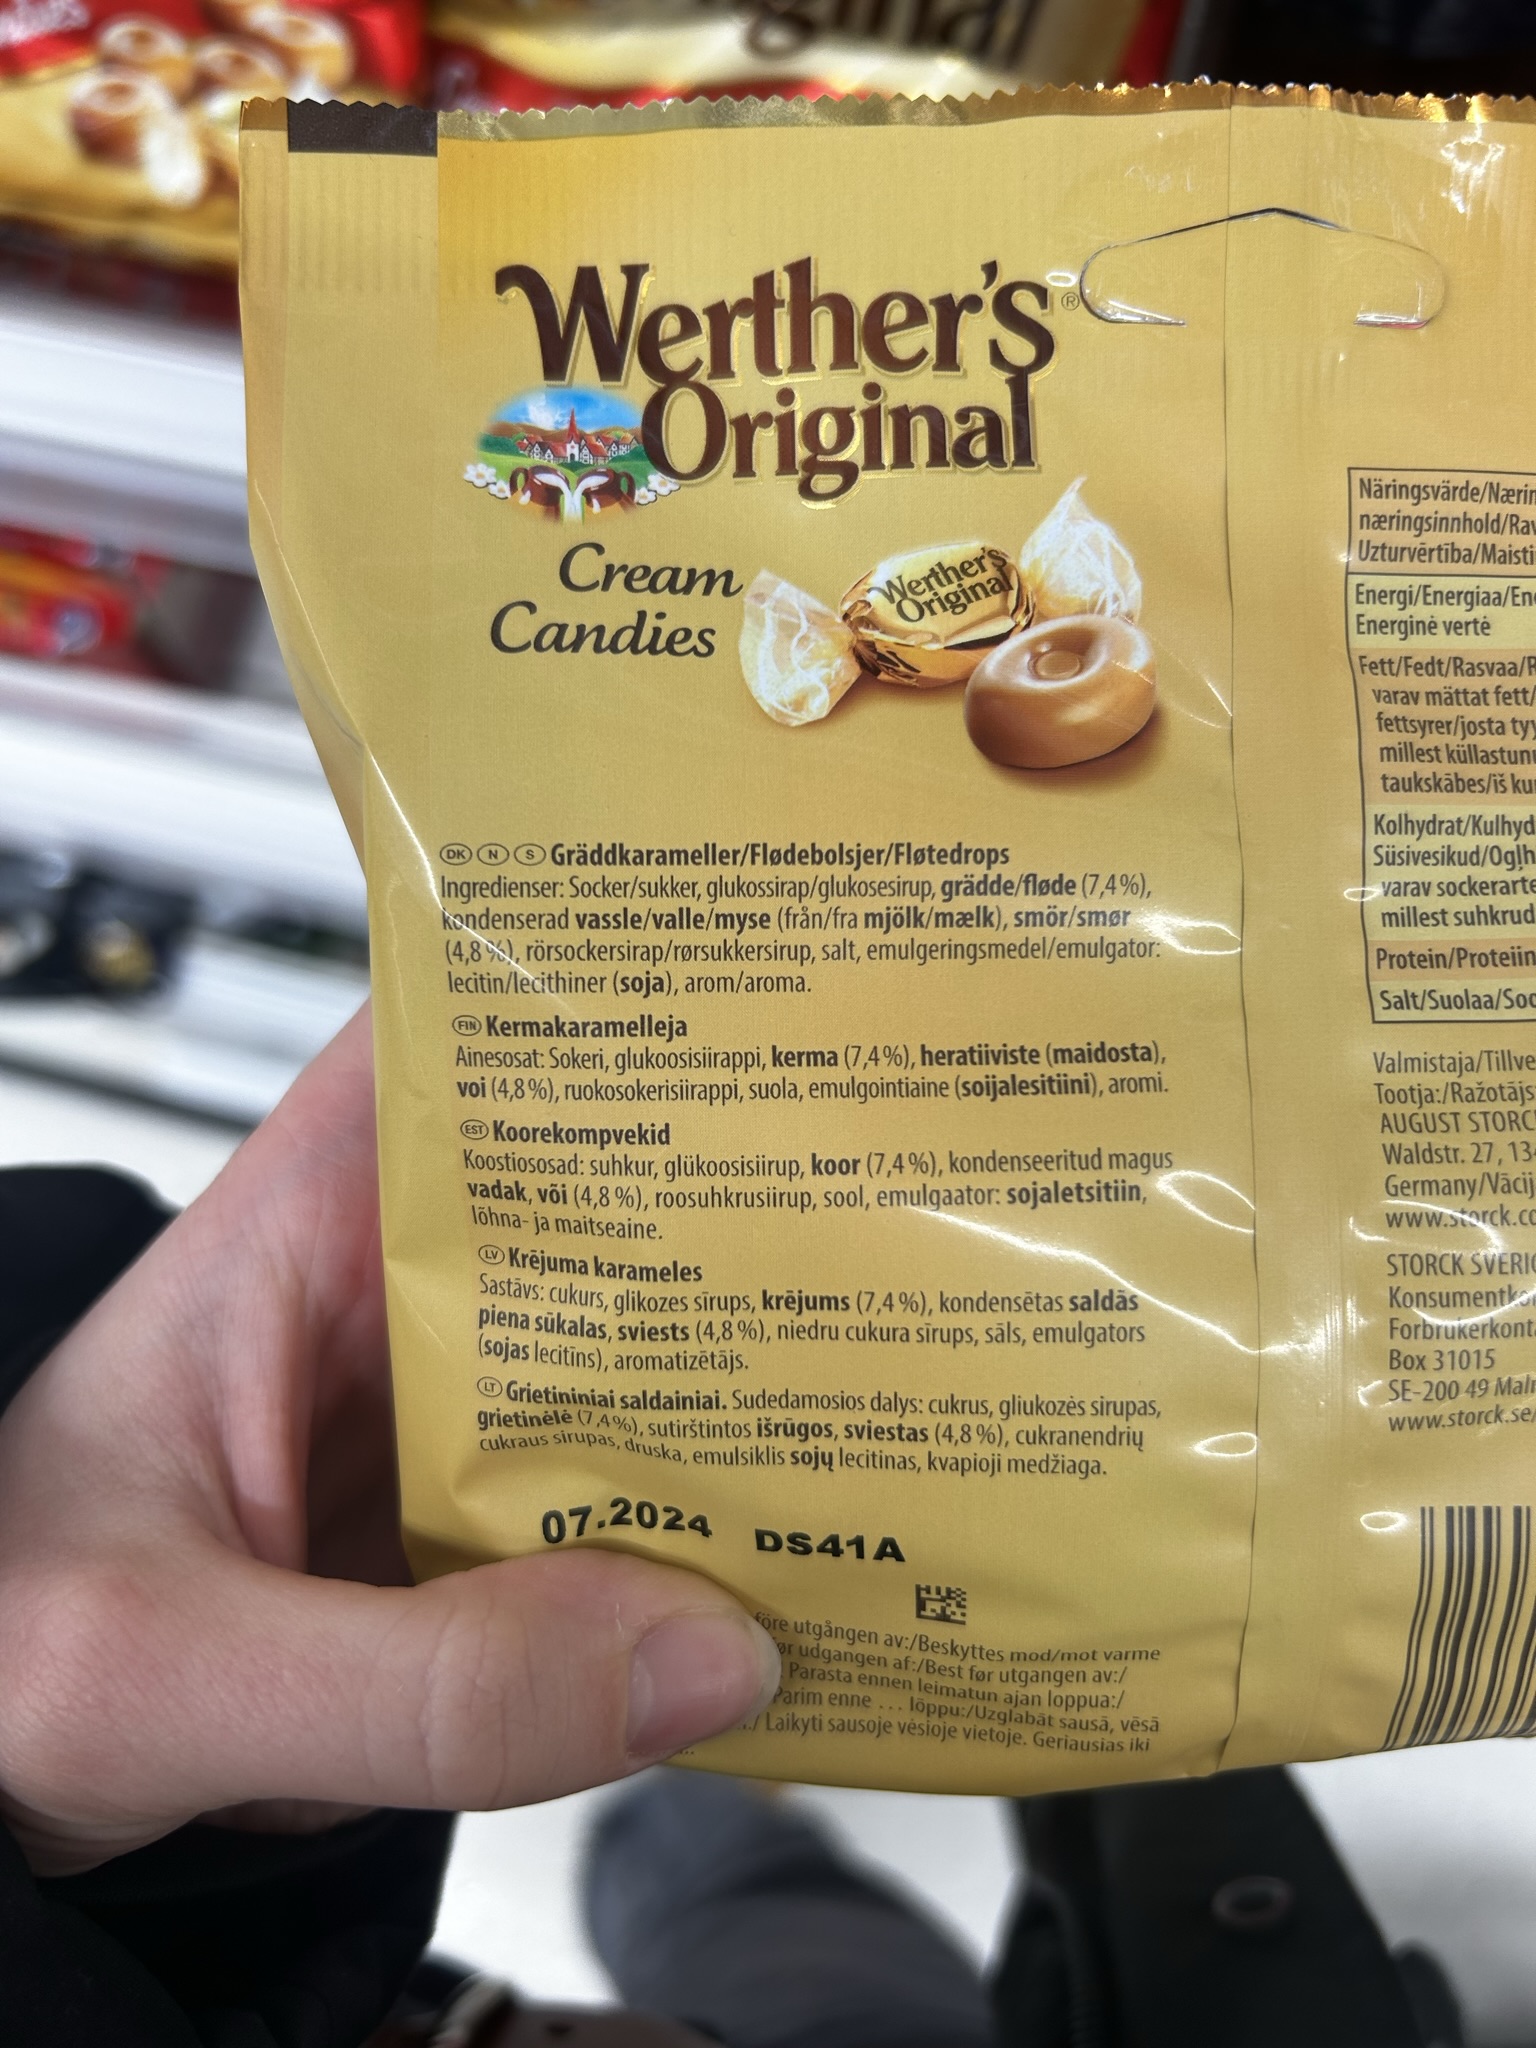 Werther's
Original
®
Cream
Candies
Werther's
Original
DK N S Gräddkarameller/Flødebolsjer/Fløtedrops
Ingredienser: Socker/sukker, glukossirap/glukosesirup, grädde/fløde (7,4%),
kondenserad vassle/valle/myse (från/fra mjölk/mælk), smör/smør
(4,8%), rörsockersirap/rørsukkersirup, salt, emulgeringsmedel/emulgator:
lecitin/lecithiner (soja), arom/aroma.
FIN Kermakaramelleja
Ainesosat: Sokeri, glukoosisiirappi, kerma (7,4%), heratiiviste (maidosta),
voi (4,8%), ruokosokerisiirappi, suola, emulgointiaine (soijalesitiini), aromi.
EST Koorekompvekid
Koostiososad: suhkur, glükoosisiirup, koor (7,4%), kondenseeritud magus
vadak, või (4,8%), roosuhkrusiirup, sool, emulgaator: sojaletsitiin,
lõhna- ja maitseaine.
LV Krējuma karameles
Sastāvs: cukurs, glikozes sīrups, krējums (7,4%), kondensētas saldās
piena sūkalas, sviests (4,8%), niedru cukura sīrups, sāls, emulgators
(sojas lecitīns), aromatizētājs.
LT Grietininiai saldainiai. Sudedamosios dalys: cukrus, gliukozės sirupas,
grietinėlė (7,4%), sutirštintos išrūgos, sviestas (4,8%), cukranendrių
cukraus sirupas, druska, emulsiklis sojų lecitinas, kvapioji medžiaga.
07.2024 DS41A
före utgången av:/Beskyttes mod/mot varme
før udgangen af:/Best før utgangen av:/
Parasta ennen leimatun ajan loppua:/
Parim enne ... lõppu:/Uzglabāt sausā, vēsā
../ Laikyti sausoje vėsioje vietoje. Geriausias iki
...
Näringsvärde/Nærin
næringsinnhold/Rav
Uzturvērtība/Maisti
Energi/Energiaa/Ene
Energinė vertė
Fett/Fedt/Rasvaa/R
varav mättat fett/
fettsyrer/josta tyy
millest küllastunu
taukskābes/iš kur
Kolhydrat/Kulhyd
Süsivesikud/Ogļh
varav sockerarte
millest suhkrud
Protein/Proteiin
Salt/Suolaa/Soo
Valmistaja/Tillve
Tootja:/Ražotājs
AUGUST STORC
Waldstr. 27, 13
Germany/Vācij
www.storck.co
STORCK SVERIG
Konsumentkon
Forbrukerkont
Box 31015
SE-200 49 Malm
www.storck.se/